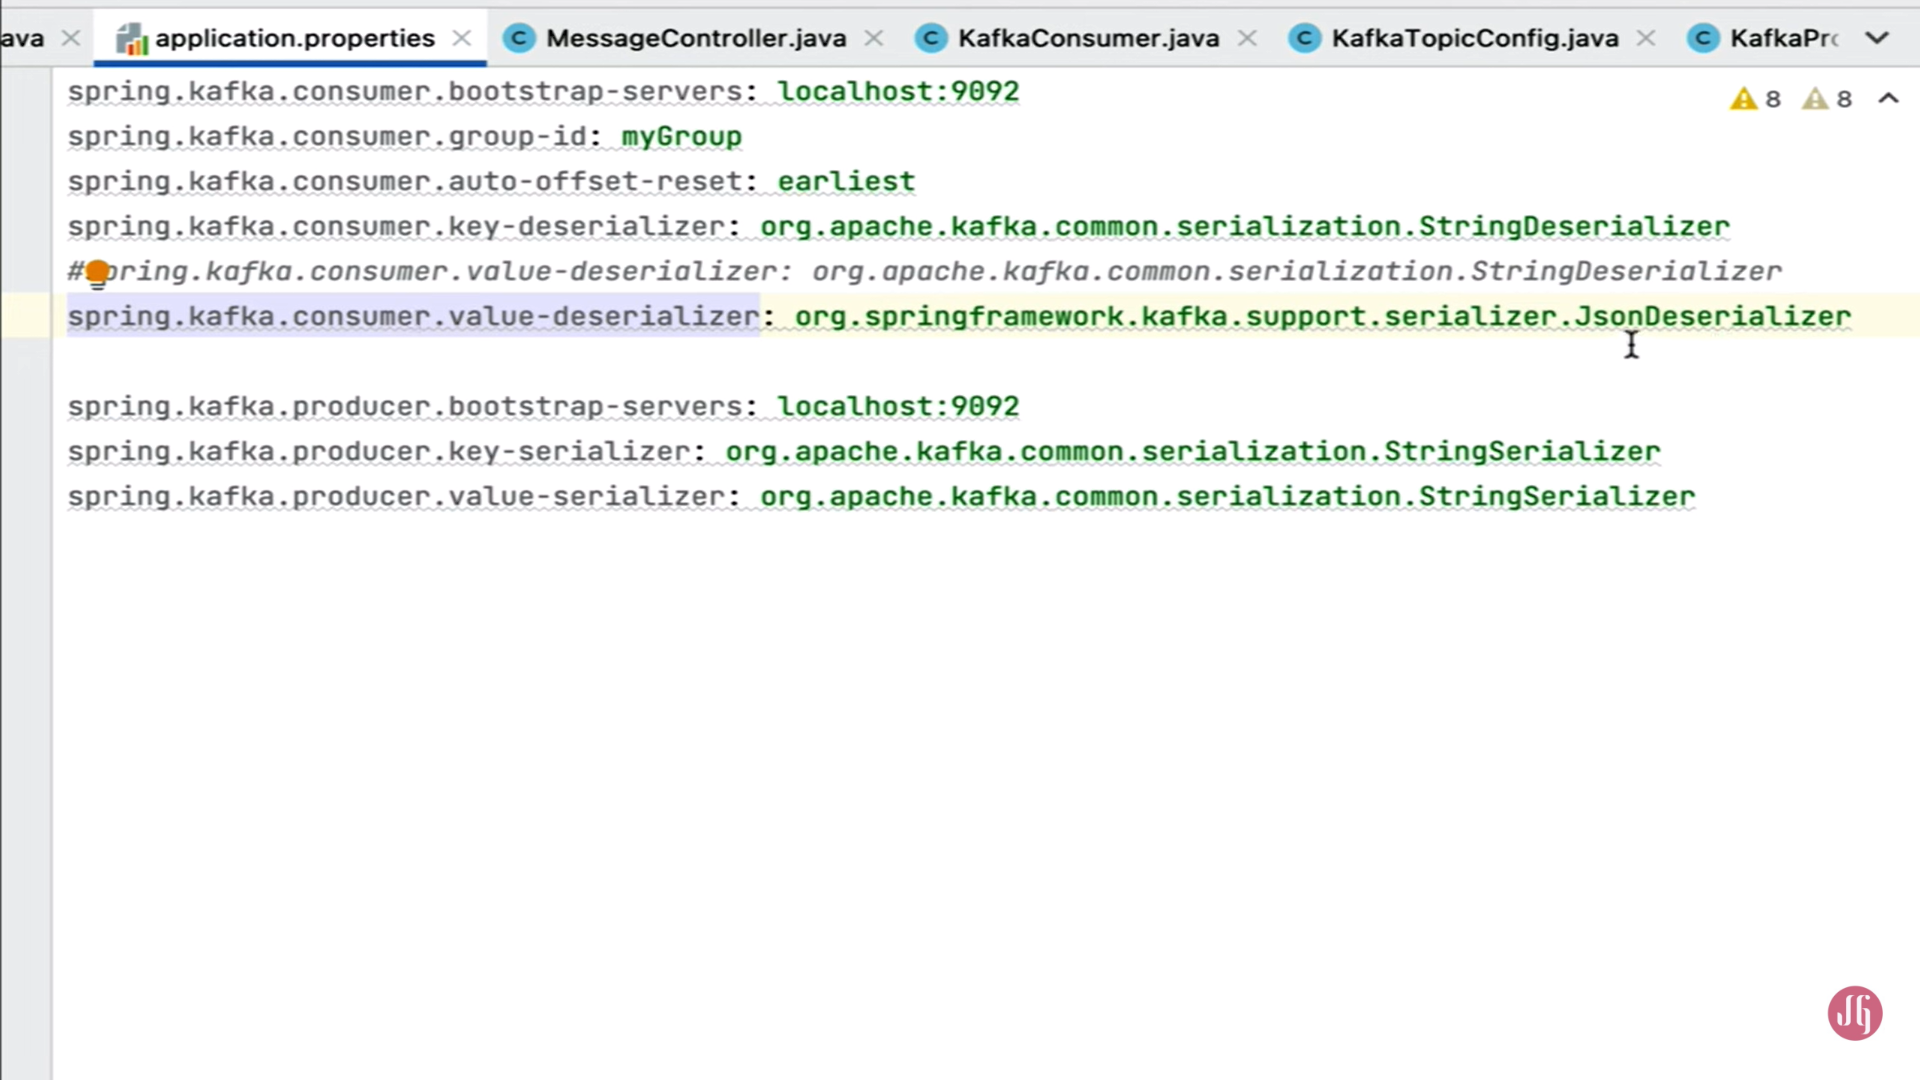 ava application.properties MessageController.java KafkaConsumer.java KafkaTopicConfig.java KafkaPr
spring.kafka.consumer.bootstrap-servers: localhost:9092
8 8
spring.kafka.consumer.group-id: myGroup
spring.kafka.consumer.auto-offset-reset: earliest
spring.kafka.consumer.key-deserializer: org.apache.kafka.common.serialization.StringDeserializer
#pring.kafka.consumer.value-deserializer: org.apache.kafka.common.serialization.StringDeserializer
spring.kafka.consumer.value-deserializer: org.springframework.kafka.support.serializer.JsonDeserializer
spring.kafka.producer.bootstrap-servers: localhost:9092
spring.kafka.producer.key-serializer: org.apache.kafka.common.serialization.StringSerializer
spring.kafka.producer.value-serializer: org.apache.kafka.common.serialization.StringSerializer